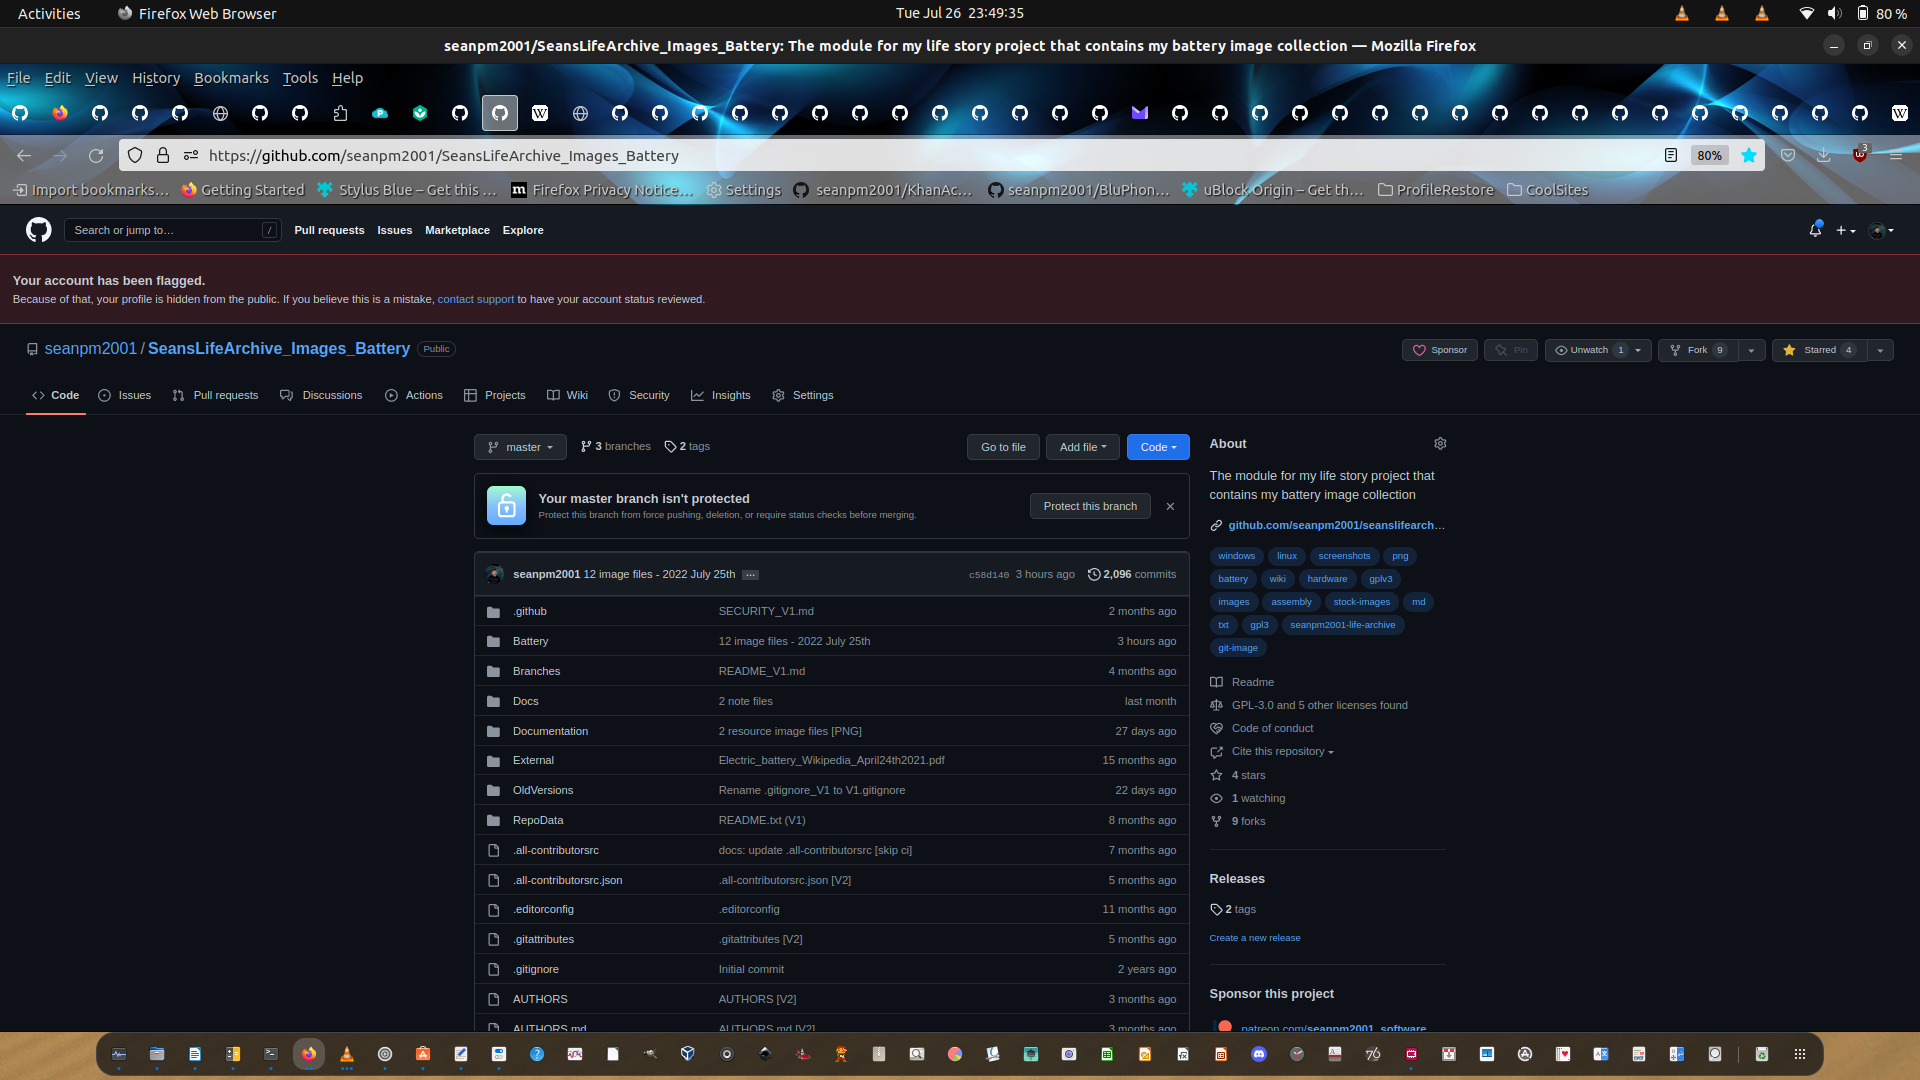 Activities
Firefox Web Browser
Tue Jul 26 23:49:35
80 %
seanpm2001/SeansLifeArchive_Images_Battery: The module for my life story project that contains my battery image collection — Mozilla Firefox
File Edit View History Bookmarks Tools Help
https://github.com/seanpm2001/SeansLifeArchive_Images_Battery
80%
3
Import bookmarks… Getting Started Stylus Blue – Get this … Firefox Privacy Notice… Settings seanpm2001/KhanAc… seanpm2001/BluPhon… uBlock Origin – Get th… ProfileRestore CoolSites
Search or jump to… /
Pull requests Issues Marketplace Explore
Your account has been flagged.
Because of that, your profile is hidden from the public. If you believe this is a mistake, contact support to have your account status reviewed.
seanpm2001 / SeansLifeArchive_Images_Battery Public
Sponsor Pin Unwatch 1 Fork 9 Starred 4
Code Issues Pull requests Discussions Actions Projects Wiki Security Insights Settings
master 3 branches 2 tags
Go to file Add file Code
Your master branch isn't protected
Protect this branch from force pushing, deletion, or require status checks before merging.
Protect this branch
seanpm2001 12 image files - 2022 July 25th … c58d140 3 hours ago 2,096 commits
.github SECURITY_V1.md 2 months ago
Battery 12 image files - 2022 July 25th 3 hours ago
Branches README_V1.md 4 months ago
Docs 2 note files last month
Documentation 2 resource image files [PNG] 27 days ago
External Electric_battery_Wikipedia_April24th2021.pdf 15 months ago
OldVersions Rename .gitignore_V1 to V1.gitignore 22 days ago
RepoData README.txt (V1) 8 months ago
.all-contributorsrc docs: update .all-contributorsrc [skip ci] 7 months ago
.all-contributorsrc.json .all-contributorsrc.json [V2] 5 months ago
.editorconfig .editorconfig 11 months ago
.gitattributes .gitattributes [V2] 5 months ago
.gitignore Initial commit 2 years ago
AUTHORS AUTHORS [V2] 3 months ago
AUTHORS.md AUTHORS.md [V2] 3 months ago
About
The module for my life story project that
contains my battery image collection
github.com/seanpm2001/seanslifearch…
windows linux screenshots png
battery wiki hardware gplv3
images assembly stock-images md
txt gpl3 seanpm2001-life-archive
git-image
Readme
GPL-3.0 and 5 other licenses found
Code of conduct
Cite this repository
4 stars
1 watching
9 forks
Releases
2 tags
Create a new release
Sponsor this project
patreon.com/seanpm2001_software